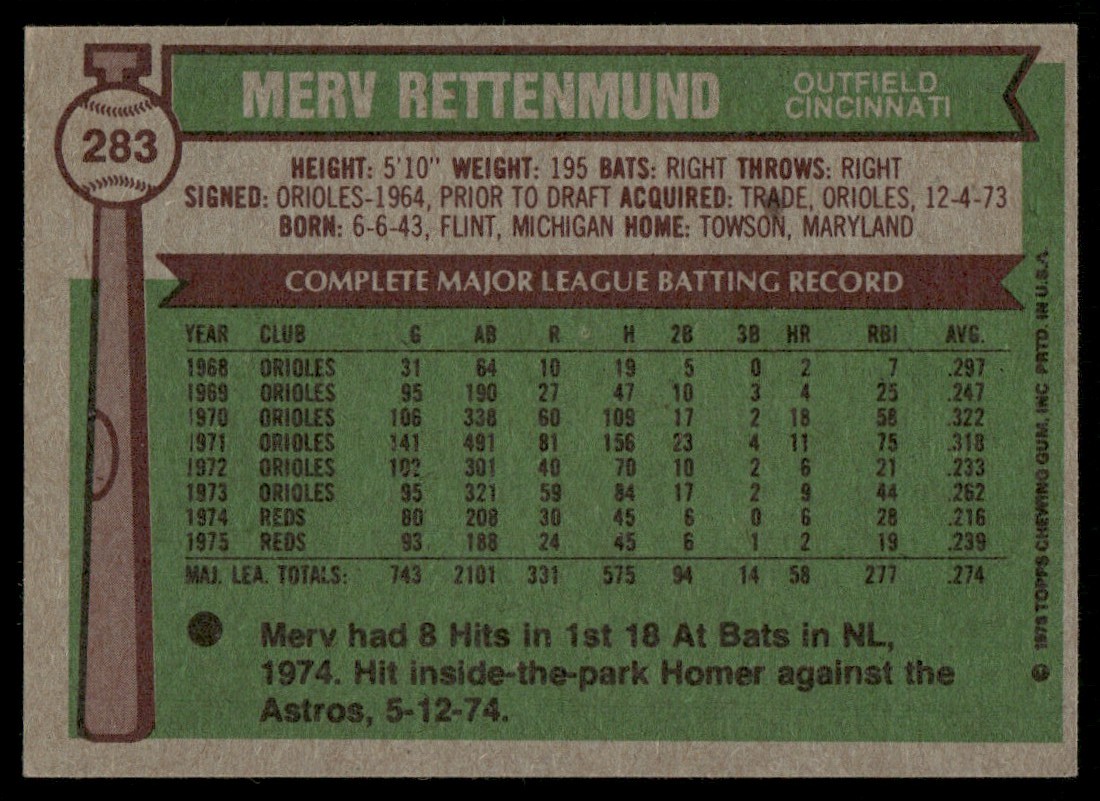 283
MERV RETTENMUND
OUTFIELD
CINCINNATI
HEIGHT: 5'10" WEIGHT: 195 BATS: RIGHT THROWS: RIGHT
SIGNED: ORIOLES-1964, PRIOR TO DRAFT ACQUIRED: TRADE, ORIOLES, 12-4-73
BORN: 6-6-43, FLINT, MICHIGAN HOME: TOWSON, MARYLAND
COMPLETE MAJOR LEAGUE BATTING RECORD
YEAR CLUB G AB R H 2B 3B HR RBI AVG.
1968 ORIOLES 31 64 10 19 5 0 2 7 .297
1969 ORIOLES 95 190 27 47 10 3 4 25 .247
1970 ORIOLES 106 338 60 109 17 2 18 58 .322
1971 ORIOLES 141 491 81 156 23 4 11 75 .318
1972 ORIOLES 102 301 40 70 10 2 6 21 .233
1973 ORIOLES 95 321 59 84 17 2 9 44 .262
1974 REDS 80 208 30 45 6 0 6 28 .216
1975 REDS 93 188 24 45 6 1 2 19 .239
MAJ. LEA. TOTALS: 743 2101 331 575 94 14 58 277 .274
Merv had 8 Hits in 1st 18 At Bats in NL,
1974. Hit inside-the-park Homer against the
Astros, 5-12-74.
© 1976 TOPPS CHEWING GUM, INC PRTD. IN U.S.A.